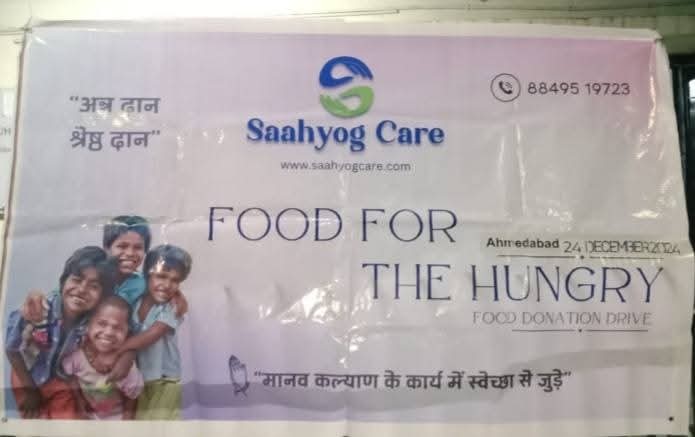 "अन्न दान
श्रेष्ठ दान"
Saahyog Care
www.saahyogcare.com
88495 19723
FOOD FOR
THE HUNGRY
Ahmedabad 24 DECEMBER 2024
FOOD DONATION DRIVE
"मानव कल्याण के कार्य में स्वेच्छा से जुड़े"